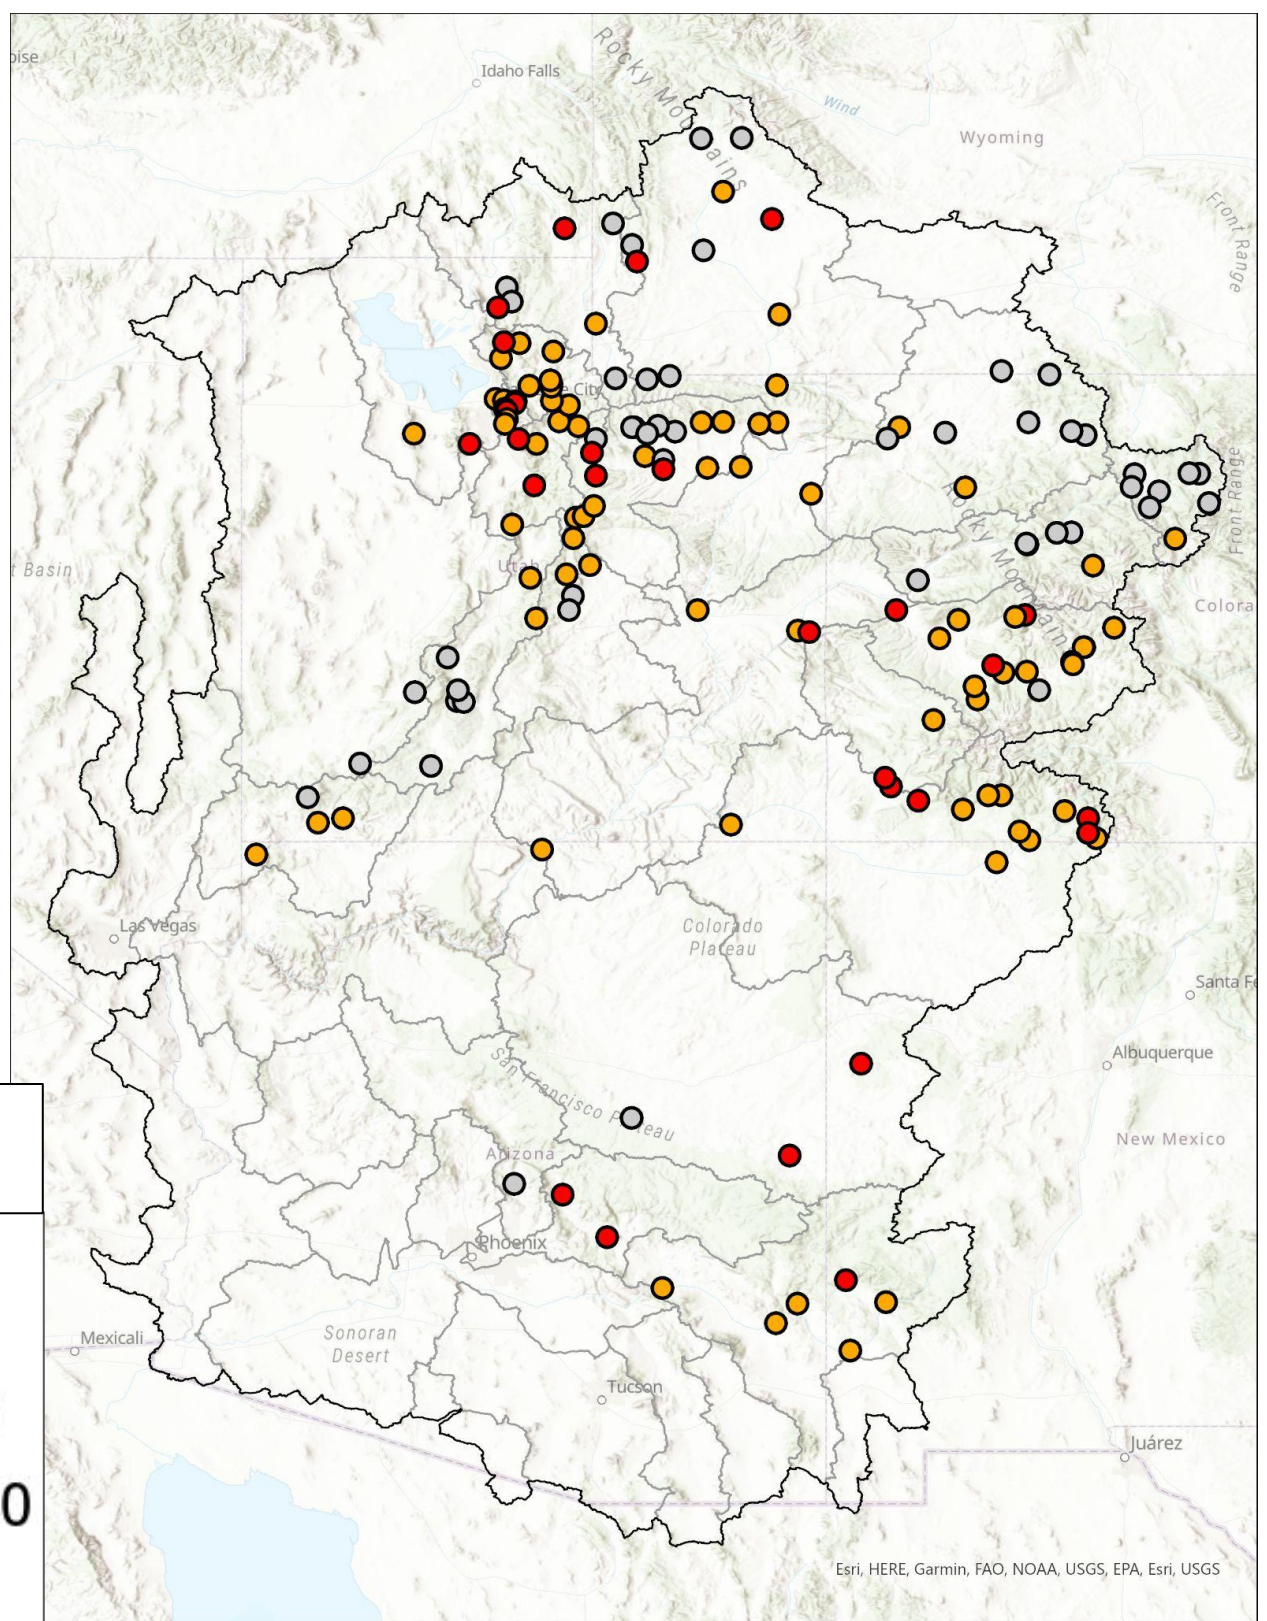 Idaho Falls
Rocky Mountains
Wind
Wyoming
Front Range
Front Range
Utah
Rocky Mountains
Colora
Las Vegas
Colorado
Plateau
Santa Fe
Albuquerque
San Francisco Plateau
New Mexico
Arizona
Phoenix
Mexicali
Sonoran
Desert
Tucson
Juárez
0
Esri, HERE, Garmin, FAO, NOAA, USGS, EPA, Esri, USGS
t Basin
oise